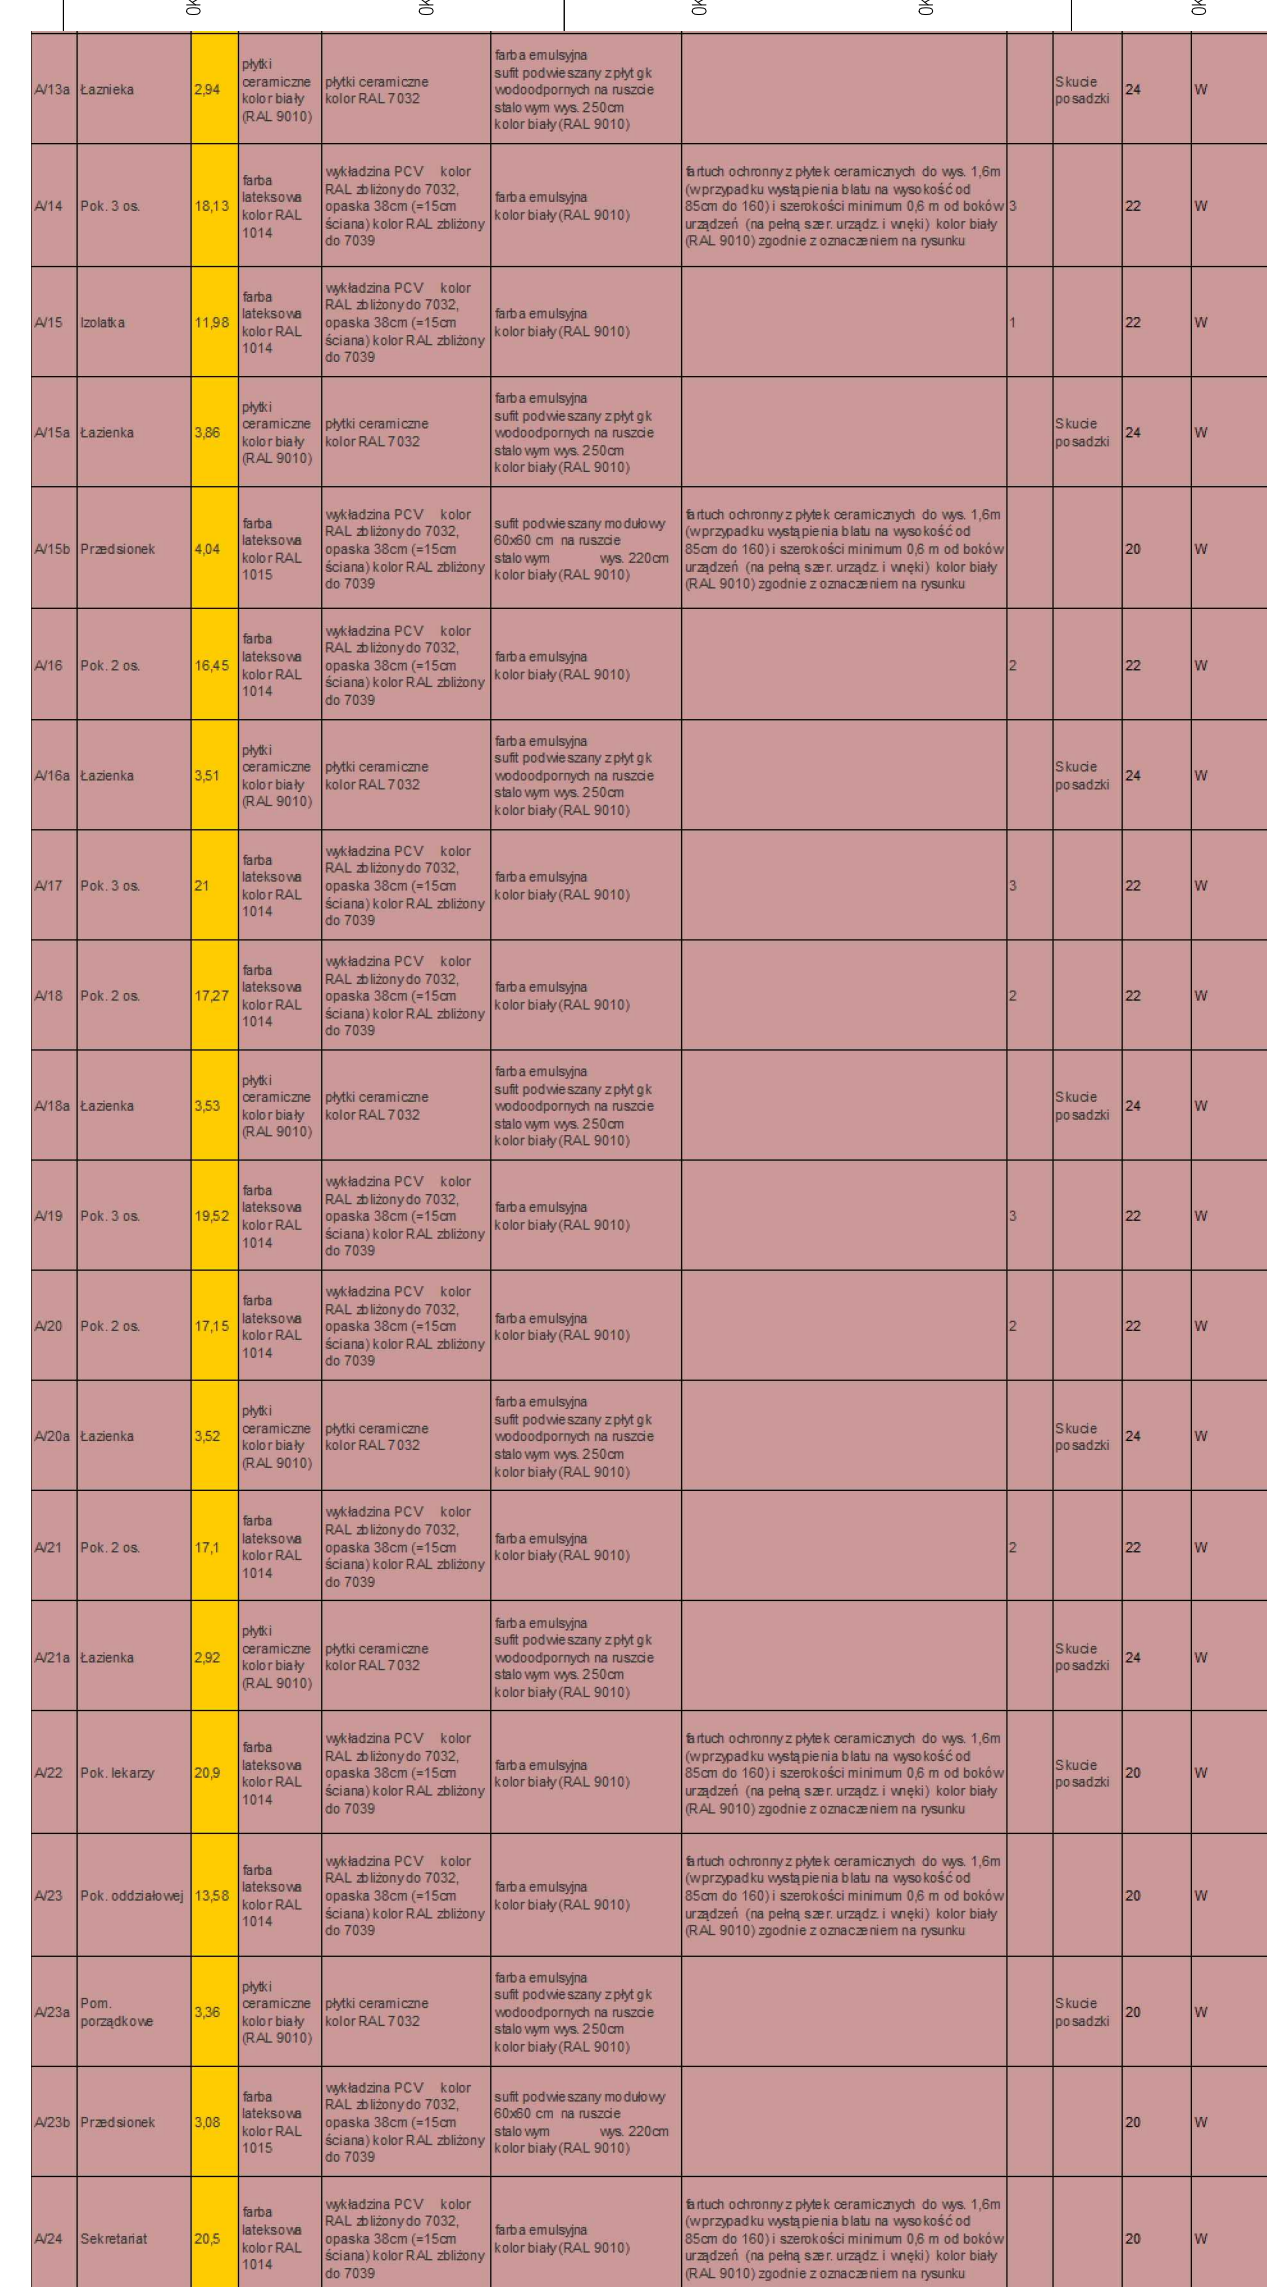 0k
0k
0k
0k
0k
A/13a
Łaznieka
2,94
płytki
ceramiczne
kolor biały
(RAL 9010)
płytki ceramiczne
kolor RAL 7032
farba emulsyjna
sufit podwieszany z płyt gk
wodoodpornych na ruszcie
stalowym wys. 250cm
kolor biały (RAL 9010)
Skucie
posadzki
24
W
A/14
Pok. 3 os.
18,13
farba
lateksowa
kolor RAL
1014
wykładzina PCV kolor
RAL zbliżony do 7032,
opaska 38cm (=15cm
ściana) kolor RAL zbliżony
do 7039
farba emulsyjna
kolor biały (RAL 9010)
fartuch ochronny z płytek ceramicznych do wys. 1,6m
(w przypadku wystąpienia blatu na wysokość od
85cm do 160) i szerokości minimum 0,6 m od boków
urządzeń (na pełną szer. urządz. i wnęki) kolor biały
(RAL 9010) zgodnie z oznaczeniem na rysunku
3
22
W
A/15
Izolatka
11,98
farba
lateksowa
kolor RAL
1014
wykładzina PCV kolor
RAL zbliżony do 7032,
opaska 38cm (=15cm
ściana) kolor RAL zbliżony
do 7039
farba emulsyjna
kolor biały (RAL 9010)
1
22
W
A/15a
Łazienka
3,86
płytki
ceramiczne
kolor biały
(RAL 9010)
płytki ceramiczne
kolor RAL 7032
farba emulsyjna
sufit podwieszany z płyt gk
wodoodpornych na ruszcie
stalowym wys. 250cm
kolor biały (RAL 9010)
Skucie
posadzki
24
W
A/15b
Przedsionek
4,04
farba
lateksowa
kolor RAL
1015
wykładzina PCV kolor
RAL zbliżony do 7032,
opaska 38cm (=15cm
ściana) kolor RAL zbliżony
do 7039
sufit podwieszany modułowy
60x60 cm na ruszcie
stalowym wys. 220cm
kolor biały (RAL 9010)
fartuch ochronny z płytek ceramicznych do wys. 1,6m
(w przypadku wystąpienia blatu na wysokość od
85cm do 160) i szerokości minimum 0,6 m od boków
urządzeń (na pełną szer. urządz. i wnęki) kolor biały
(RAL 9010) zgodnie z oznaczeniem na rysunku
20
W
A/16
Pok. 2 os.
16,45
farba
lateksowa
kolor RAL
1014
wykładzina PCV kolor
RAL zbliżony do 7032,
opaska 38cm (=15cm
ściana) kolor RAL zbliżony
do 7039
farba emulsyjna
kolor biały (RAL 9010)
2
22
W
A/16a
Łazienka
3,51
płytki
ceramiczne
kolor biały
(RAL 9010)
płytki ceramiczne
kolor RAL 7032
farba emulsyjna
sufit podwieszany z płyt gk
wodoodpornych na ruszcie
stalowym wys. 250cm
kolor biały (RAL 9010)
Skucie
posadzki
24
W
A/17
Pok. 3 os.
21
farba
lateksowa
kolor RAL
1014
wykładzina PCV kolor
RAL zbliżony do 7032,
opaska 38cm (=15cm
ściana) kolor RAL zbliżony
do 7039
farba emulsyjna
kolor biały (RAL 9010)
3
22
W
A/18
Pok. 2 os.
17,27
farba
lateksowa
kolor RAL
1014
wykładzina PCV kolor
RAL zbliżony do 7032,
opaska 38cm (=15cm
ściana) kolor RAL zbliżony
do 7039
farba emulsyjna
kolor biały (RAL 9010)
2
22
W
A/18a
Łazienka
3,53
płytki
ceramiczne
kolor biały
(RAL 9010)
płytki ceramiczne
kolor RAL 7032
farba emulsyjna
sufit podwieszany z płyt gk
wodoodpornych na ruszcie
stalowym wys. 250cm
kolor biały (RAL 9010)
Skucie
posadzki
24
W
A/19
Pok. 3 os.
19,52
farba
lateksowa
kolor RAL
1014
wykładzina PCV kolor
RAL zbliżony do 7032,
opaska 38cm (=15cm
ściana) kolor RAL zbliżony
do 7039
farba emulsyjna
kolor biały (RAL 9010)
3
22
W
A/20
Pok. 2 os.
17,15
farba
lateksowa
kolor RAL
1014
wykładzina PCV kolor
RAL zbliżony do 7032,
opaska 38cm (=15cm
ściana) kolor RAL zbliżony
do 7039
farba emulsyjna
kolor biały (RAL 9010)
2
22
W
A/20a
Łazienka
3,52
płytki
ceramiczne
kolor biały
(RAL 9010)
płytki ceramiczne
kolor RAL 7032
farba emulsyjna
sufit podwieszany z płyt gk
wodoodpornych na ruszcie
stalowym wys. 250cm
kolor biały (RAL 9010)
Skucie
posadzki
24
W
A/21
Pok. 2 os.
17,1
farba
lateksowa
kolor RAL
1014
wykładzina PCV kolor
RAL zbliżony do 7032,
opaska 38cm (=15cm
ściana) kolor RAL zbliżony
do 7039
farba emulsyjna
kolor biały (RAL 9010)
2
22
W
A/21a
Łazienka
2,92
płytki
ceramiczne
kolor biały
(RAL 9010)
płytki ceramiczne
kolor RAL 7032
farba emulsyjna
sufit podwieszany z płyt gk
wodoodpornych na ruszcie
stalowym wys. 250cm
kolor biały (RAL 9010)
Skucie
posadzki
24
W
A/22
Pok. lekarzy
20,9
farba
lateksowa
kolor RAL
1014
wykładzina PCV kolor
RAL zbliżony do 7032,
opaska 38cm (=15cm
ściana) kolor RAL zbliżony
do 7039
farba emulsyjna
kolor biały (RAL 9010)
fartuch ochronny z płytek ceramicznych do wys. 1,6m
(w przypadku wystąpienia blatu na wysokość od
85cm do 160) i szerokości minimum 0,6 m od boków
urządzeń (na pełną szer. urządz. i wnęki) kolor biały
(RAL 9010) zgodnie z oznaczeniem na rysunku
Skucie
posadzki
20
W
A/23
Pok. oddziałowej
13,58
farba
lateksowa
kolor RAL
1014
wykładzina PCV kolor
RAL zbliżony do 7032,
opaska 38cm (=15cm
ściana) kolor RAL zbliżony
do 7039
farba emulsyjna
kolor biały (RAL 9010)
fartuch ochronny z płytek ceramicznych do wys. 1,6m
(w przypadku wystąpienia blatu na wysokość od
85cm do 160) i szerokości minimum 0,6 m od boków
urządzeń (na pełną szer. urządz. i wnęki) kolor biały
(RAL 9010) zgodnie z oznaczeniem na rysunku
20
W
A/23a
Pom.
porządkowe
3,36
płytki
ceramiczne
kolor biały
(RAL 9010)
płytki ceramiczne
kolor RAL 7032
farba emulsyjna
sufit podwieszany z płyt gk
wodoodpornych na ruszcie
stalowym wys. 250cm
kolor biały (RAL 9010)
Skucie
posadzki
20
W
A/23b
Przedsionek
3,08
farba
lateksowa
kolor RAL
1015
wykładzina PCV kolor
RAL zbliżony do 7032,
opaska 38cm (=15cm
ściana) kolor RAL zbliżony
do 7039
sufit podwieszany modułowy
60x60 cm na ruszcie
stalowym wys. 220cm
kolor biały (RAL 9010)
20
W
A/24
Sekretariat
20,5
farba
lateksowa
kolor RAL
1014
wykładzina PCV kolor
RAL zbliżony do 7032,
opaska 38cm (=15cm
ściana) kolor RAL zbliżony
do 7039
farba emulsyjna
kolor biały (RAL 9010)
fartuch ochronny z płytek ceramicznych do wys. 1,6m
(w przypadku wystąpienia blatu na wysokość od
85cm do 160) i szerokości minimum 0,6 m od boków
urządzeń (na pełną szer. urządz. i wnęki) kolor biały
(RAL 9010) zgodnie z oznaczeniem na rysunku
20
W